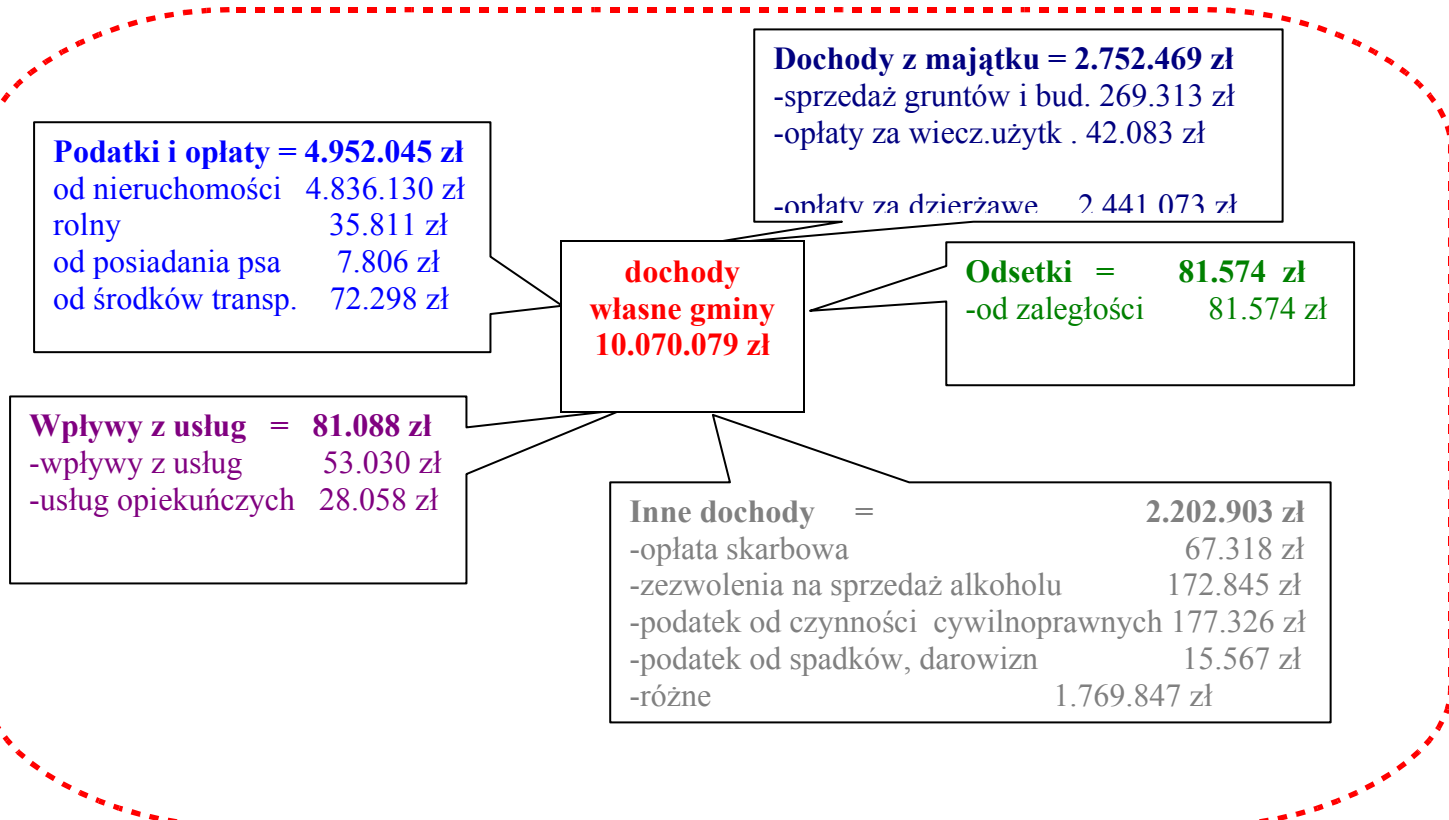 Dochody z majątku = 2.752.469 zł
-sprzedaż gruntów i bud. 269.313 zł
-opłaty za wiecz.użytk . 42.083 zł
-opłaty za dzierżawę 2.441.073 zł
Podatki i opłaty = 4.952.045 zł
od nieruchomości 4.836.130 zł
rolny 35.811 zł
od posiadania psa 7.806 zł
od środków transp. 72.298 zł
dochody
własne gminy
10.070.079 zł
Odsetki = 81.574 zł
-od zaległości 81.574 zł
Wpływy z usług = 81.088 zł
-wpływy z usług 53.030 zł
-usług opiekuńczych 28.058 zł
Inne dochody = 2.202.903 zł
-opłata skarbowa 67.318 zł
-zezwolenia na sprzedaż alkoholu 172.845 zł
-podatek od czynności cywilnoprawnych 177.326 zł
-podatek od spadków, darowizn 15.567 zł
-różne 1.769.847 zł